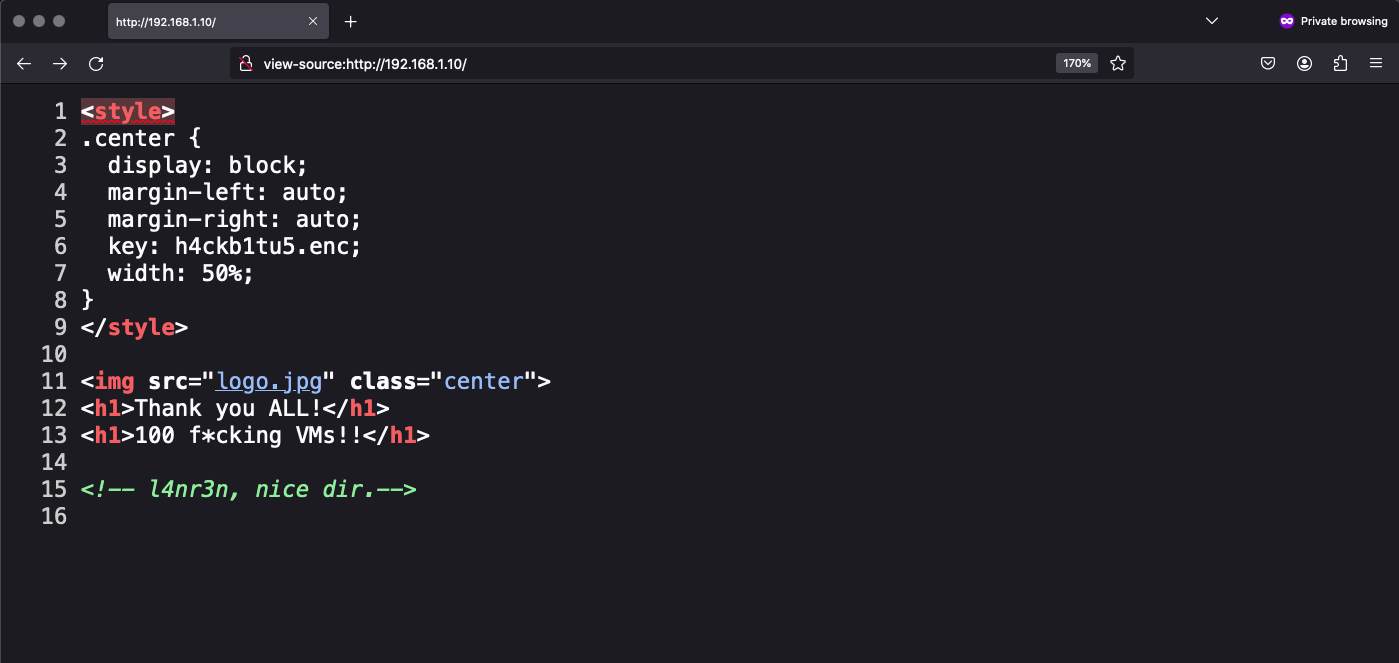 http://192.168.1.10/
Private browsing
view-source:http://192.168.1.10/
170%
1 <style>
2 .center {
3   display: block;
4   margin-left: auto;
5   margin-right: auto;
6   key: h4ckb1tu5.enc;
7   width: 50%;
8 }
9 </style>
10
11 <img src="logo.jpg" class="center">
12 <h1>Thank you ALL!</h1>
13 <h1>100 f*cking VMs!!</h1>
14
15 <!-- l4nr3n, nice dir.-->
16